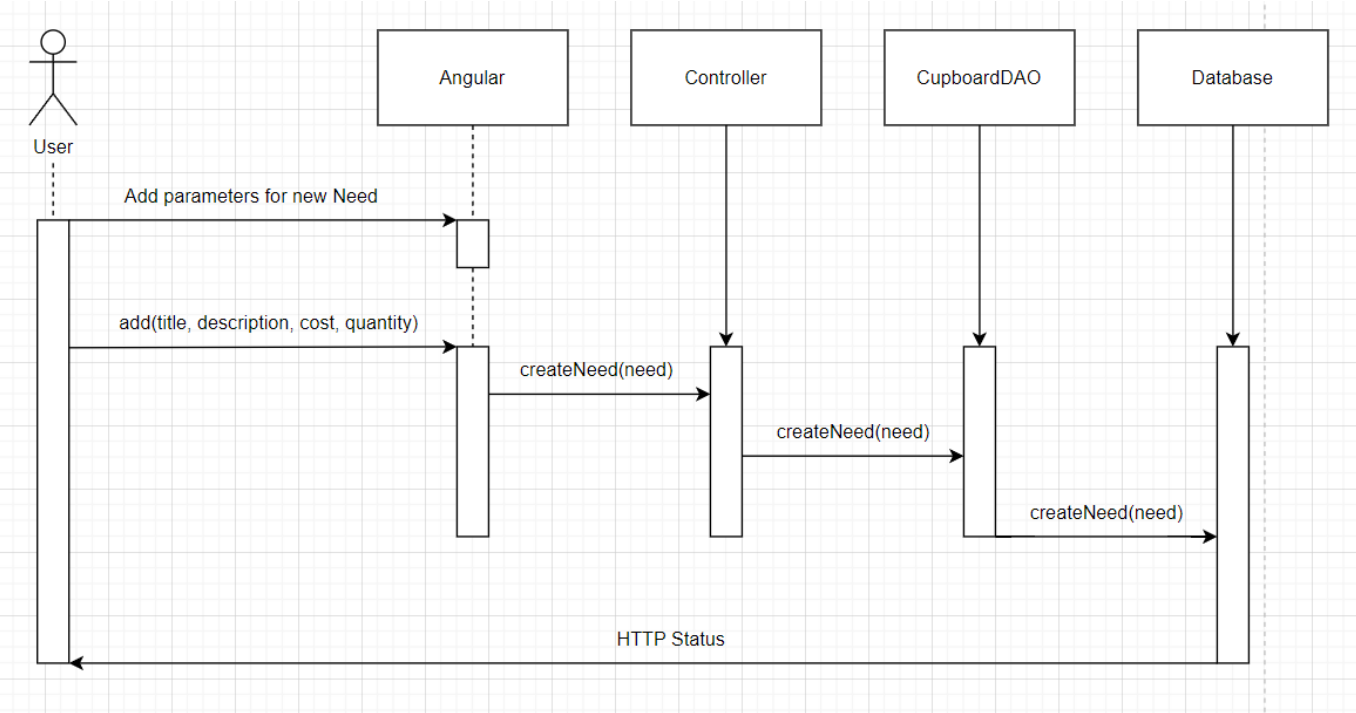 Angular
Controller
CupboardDAO
Database
User
Add parameters for new Need
add(title, description, cost, quantity)
createNeed(need)
createNeed(need)
createNeed(need)
HTTP Status